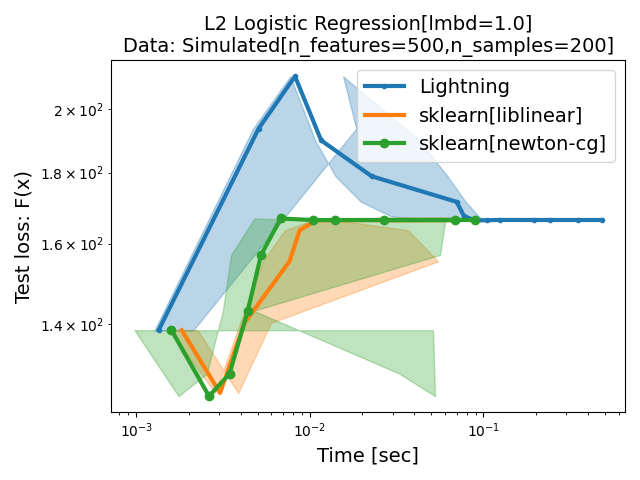 L2 Logistic Regression[lmbd=1.0]
Data: Simulated[n_features=500,n_samples=200]
Lightning
sklearn[liblinear]
sklearn[newton-cg]
Test loss: F(x)
2 × 10²
1.8 × 10²
1.6 × 10²
1.4 × 10²
10⁻³
10⁻²
10⁻¹
Time [sec]